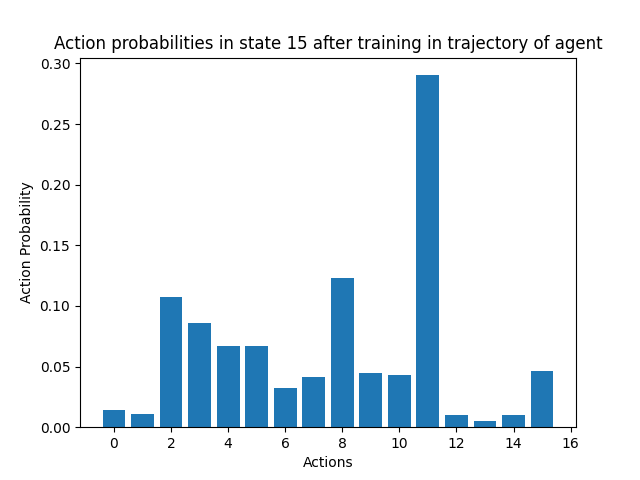 Action probabilities in state 15 after training in trajectory of agent
0.30
0.25
0.20
0.15
0.10
0.05
0.00
Action Probability
0 2 4 6 8 10 12 14 16
Actions